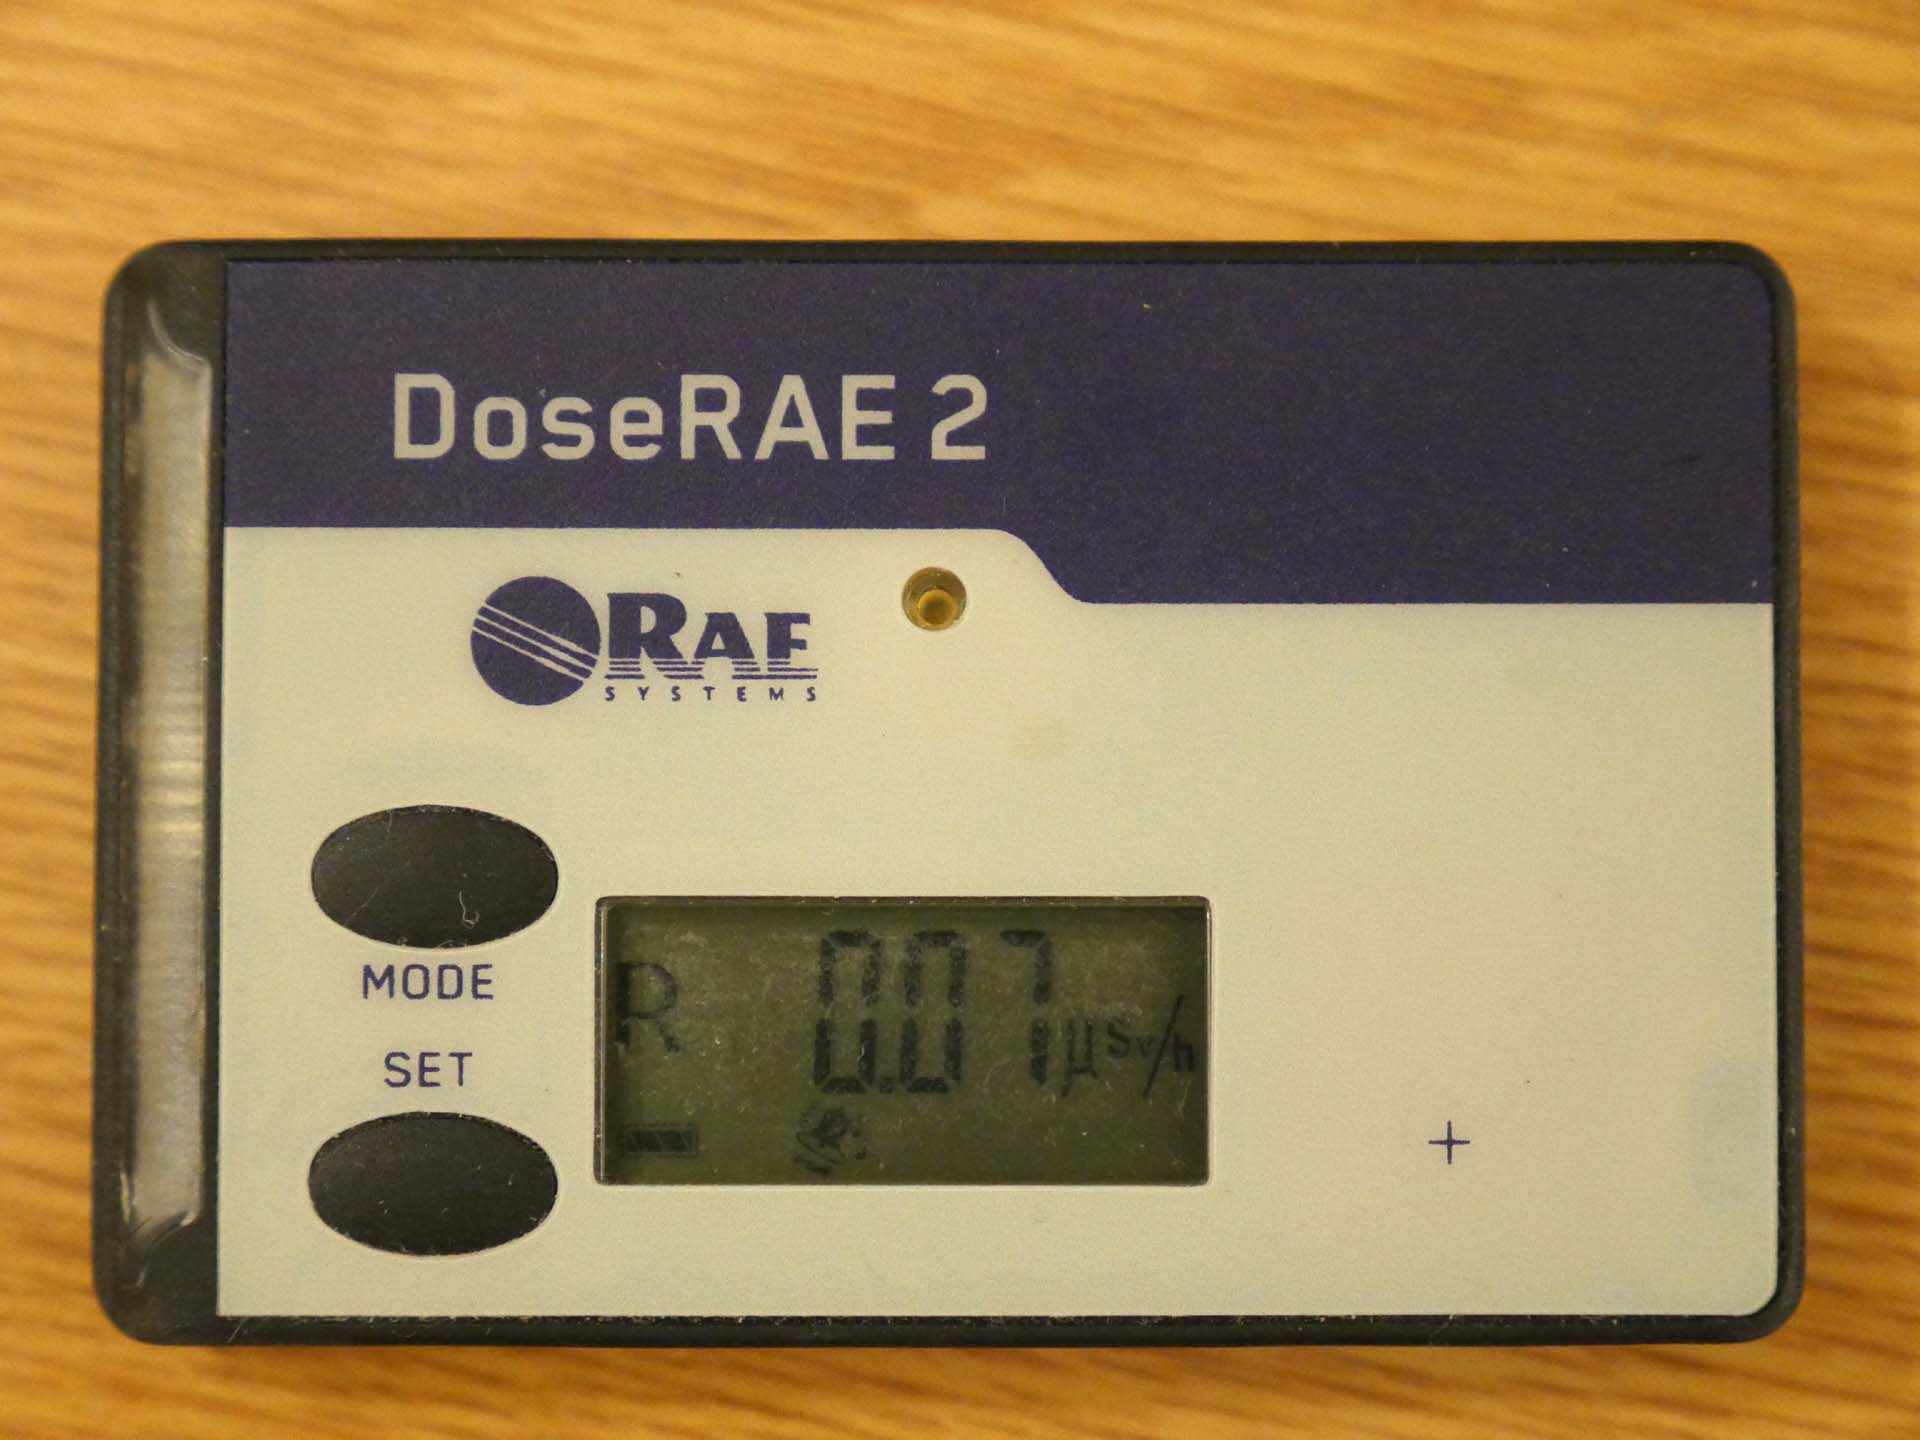 DoseRAE 2
RAE
SYSTEMS
MODE
SET
R 0.07 µSv/h
+